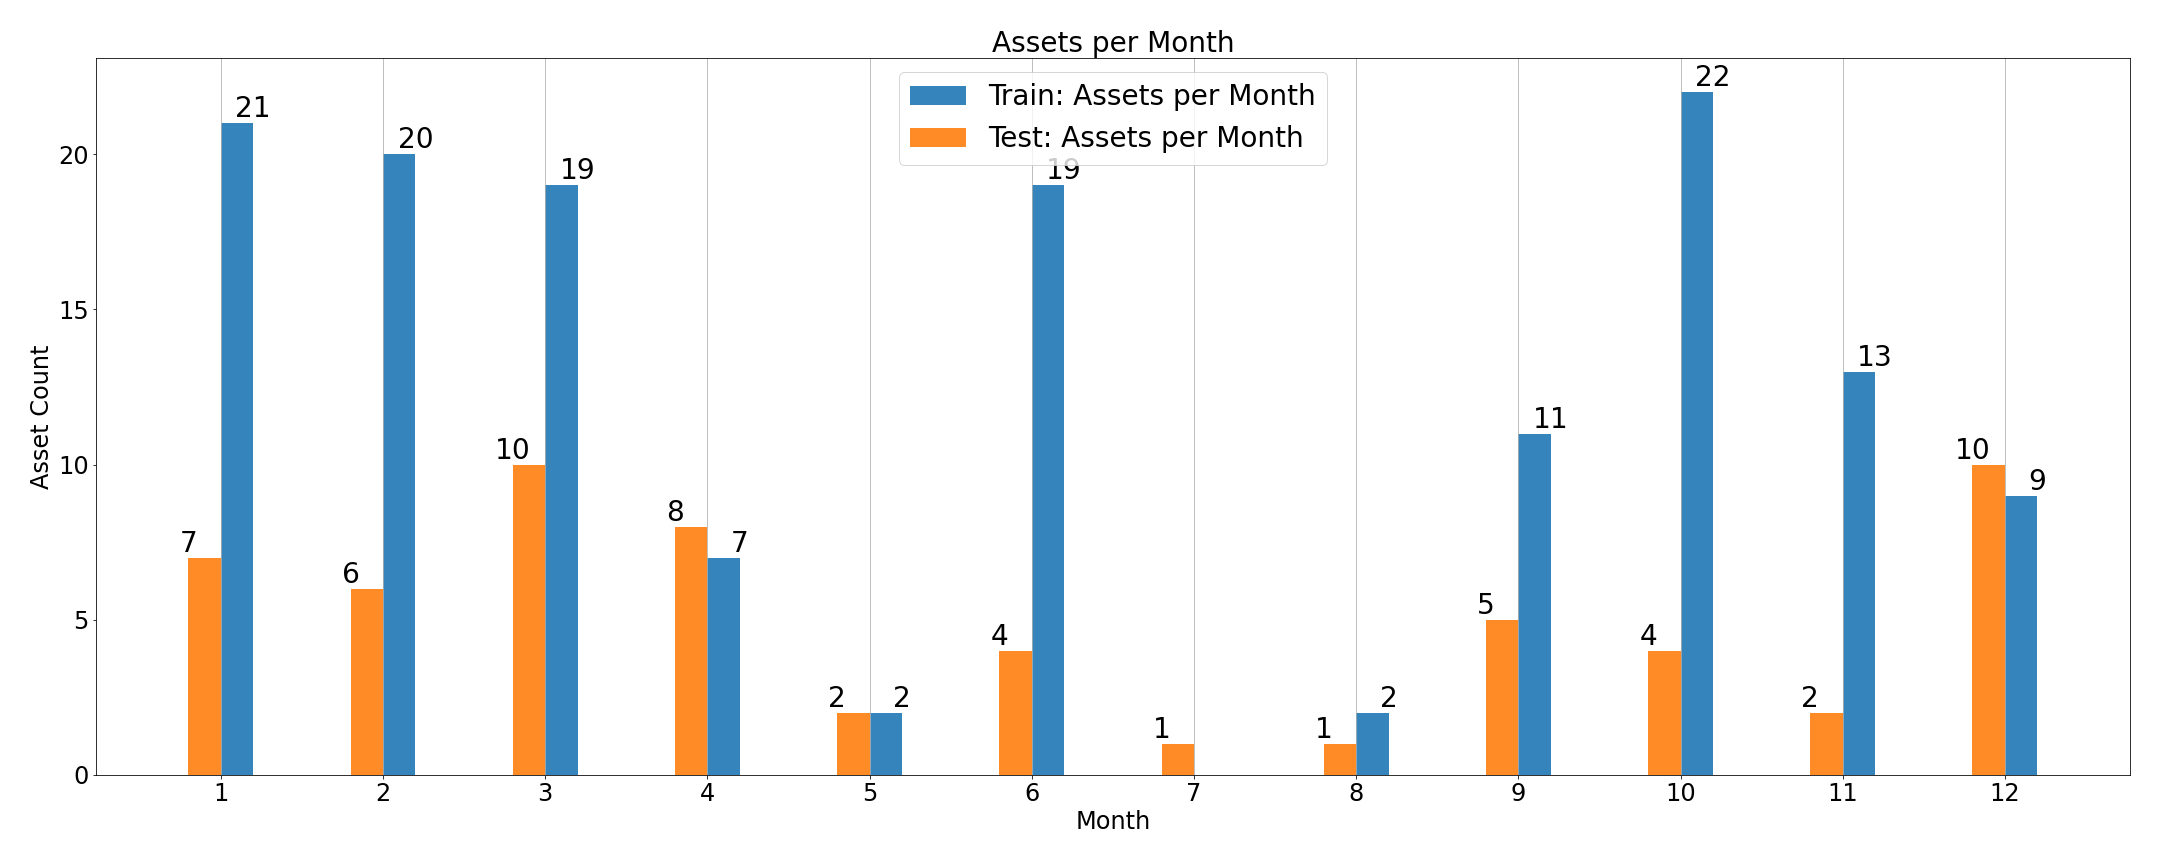 Assets per Month
Train: Assets per Month
Test: Assets per Month
Asset Count
20
15
10
5
0
7 21
6 20
10 19
8 7
2 2
4 19
1
1 2
5 11
4 22
2 13
10 9
1 2 3 4 5 6 7 8 9 10 11 12
Month